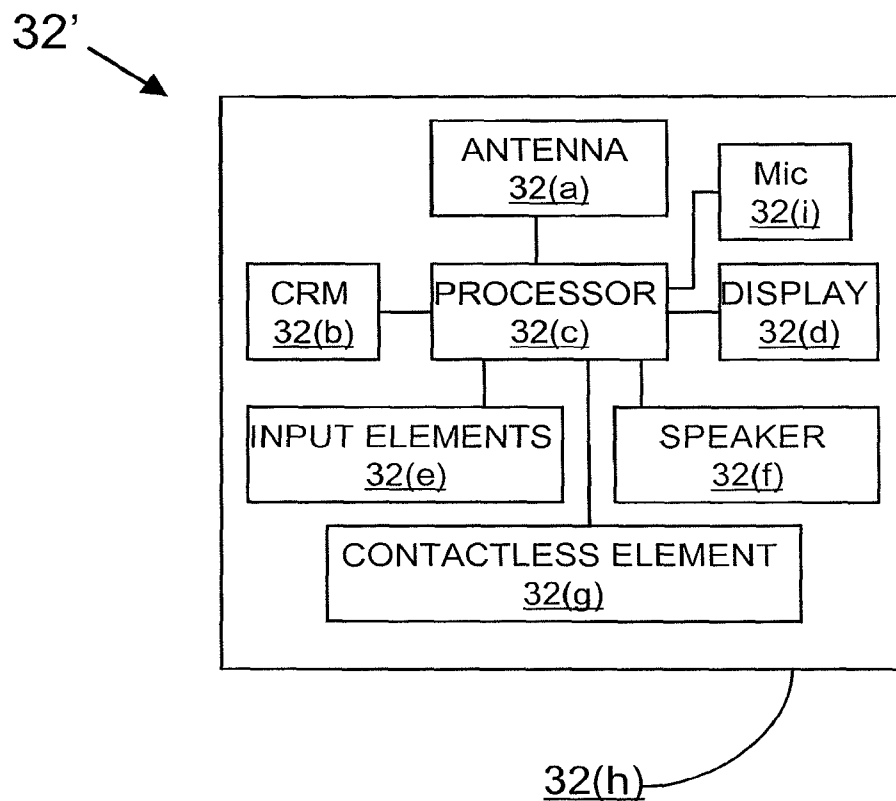 32’
ANTENNA
32(a)
Mic
32(i)
CRM
32(b)
PROCESSOR
32(c)
DISPLAY
32(d)
INPUT ELEMENTS
32(e)
SPEAKER
32(f)
CONTACTLESS ELEMENT
32(g)
32(h)